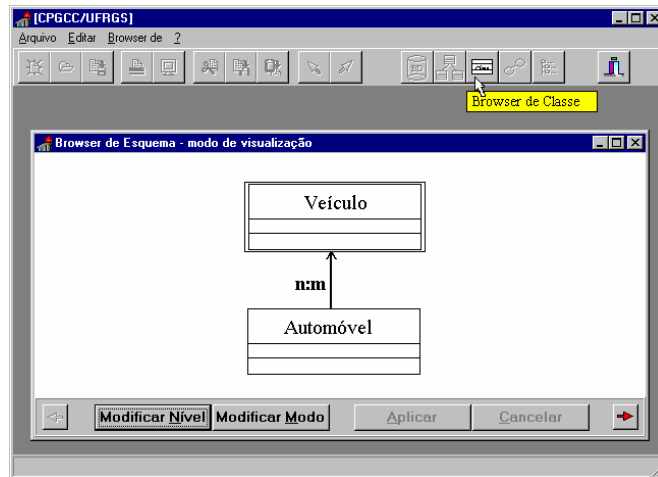 [CPGCC/UFRGS]
Arquivo Editar Browser de ?
BD
Browser de Classe
Browser de Esquema - modo de visualização
Veículo
n:m
Automóvel
Modificar Nível Modificar Modo Aplicar Cancelar